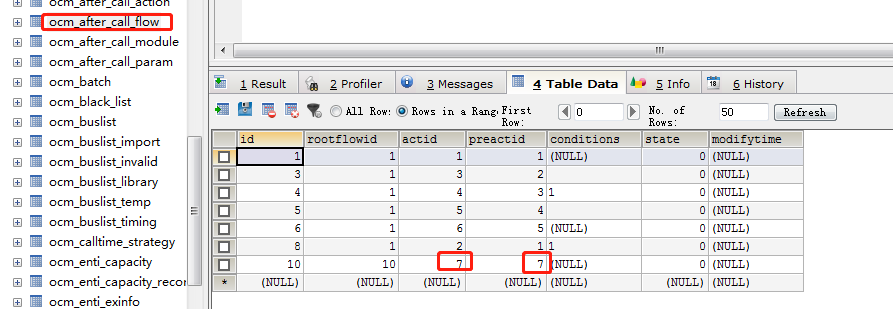 ocm_after_call_action
ocm_after_call_flow
ocm_after_call_module
ocm_after_call_param
ocm_batch
ocm_black_list
ocm_buslist
ocm_buslist_import
ocm_buslist_invalid
ocm_buslist_library
ocm_buslist_temp
ocm_buslist_timing
ocm_calltime_strategy
ocm_enti_capacity
ocm_enti_capacity_recor
ocm_enti_exinfo
1 Result 2 Profiler 3 Messages 4 Table Data 5 Info 6 History
All Row: Rows in a Rang First Row: 0 No. of Rows: 50 Refresh
id rootflowid actid preactid conditions state modifytime
1 1 1 1 (NULL) 0 (NULL)
3 1 3 2 0 (NULL)
4 1 4 3 1 0 (NULL)
5 1 5 4 0 (NULL)
6 1 6 5 (NULL) 0 (NULL)
8 1 2 1 1 0 (NULL)
10 10 7 7 (NULL) 0 (NULL)
* (NULL) (NULL) (NULL) (NULL) (NULL) (NULL) (NULL)